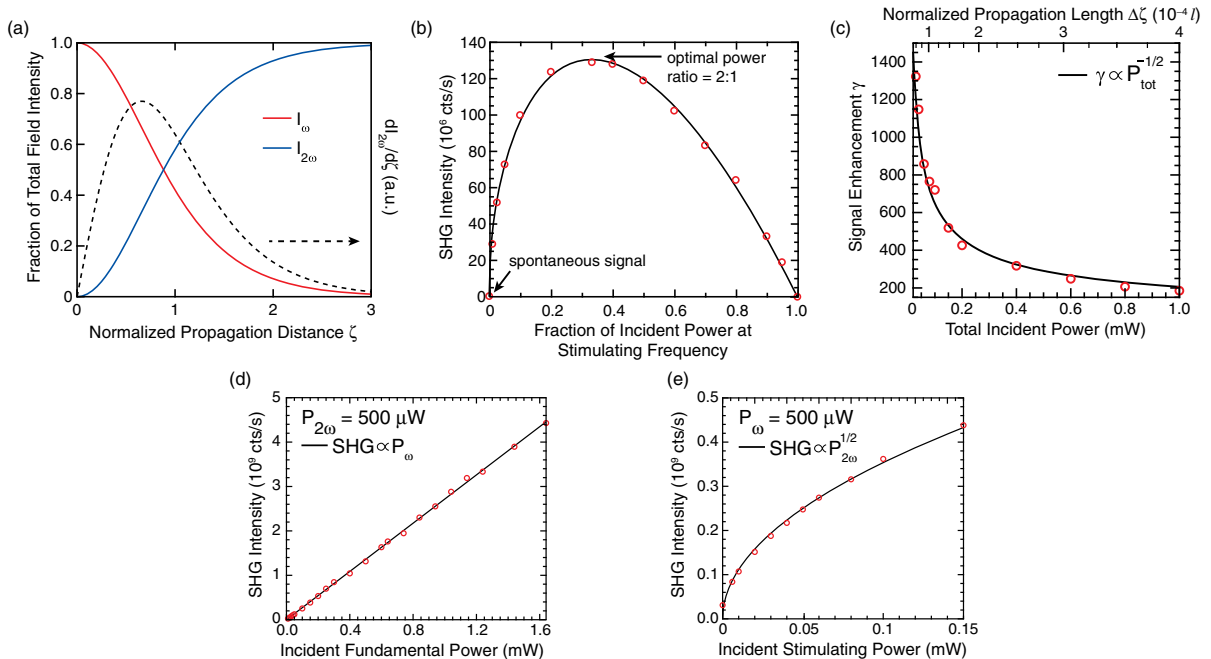 (a)
Fraction of Total Field Intensity
1.0
0.8
0.6
0.4
0.2
0
I_ω
I_2ω
0 1 2 3
Normalized Propagation Distance ζ
dI_2ω/dζ (a.u.)
(b)
SHG Intensity (10^6 cts/s)
140
120
100
80
60
40
20
0
optimal power
ratio = 2:1
spontaneous signal
0.0 0.2 0.4 0.6 0.8 1.0
Fraction of Incident Power at
Stimulating Frequency
Normalized Propagation Length Δζ (10^–4 l)
(c)
1 2 3 4
Signal Enhancement γ
1400
1200
1000
800
600
400
200
γ ∝ P_tot^-1/2
0.2 0.4 0.6 0.8 1.0
Total Incident Power (mW)
(d)
SHG Intensity (10^9 cts/s)
5
4
3
2
1
0
P_2ω = 500 μW
SHG∝P_ω
0.0 0.4 0.8 1.2 1.6
Incident Fundamental Power (mW)
(e)
SHG Intensity (10^9 cts/s)
0.5
0.4
0.3
0.2
0.1
0
P_ω = 500 μW
SHG∝P_2ω^1/2
0 0.05 0.1 0.15
Incident Stimulating Power (mW)